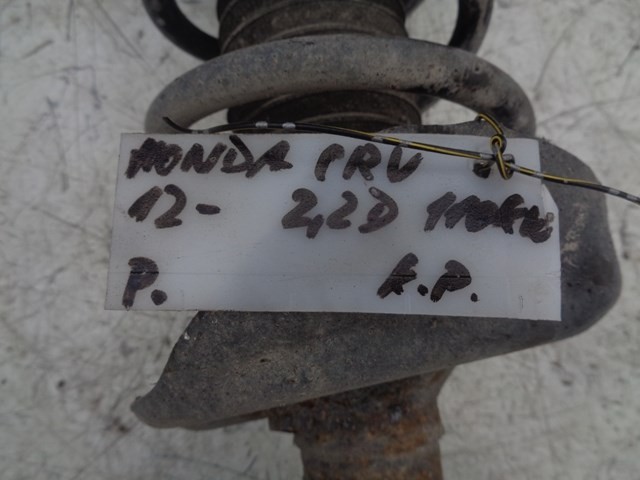 HONDA CRV
12- 2,2D 110KW
P. K.P.